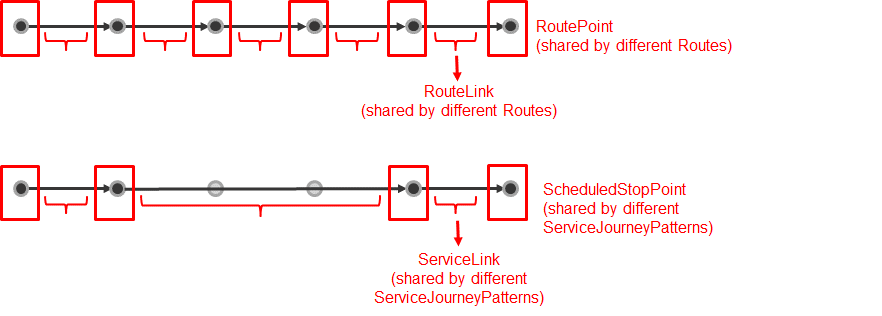 RoutePoint
(shared by different Routes)
RouteLink
(shared by different Routes)
ScheduledStopPoint
(shared by different
ServiceJourneyPatterns)
ServiceLink
(shared by different
ServiceJourneyPatterns)